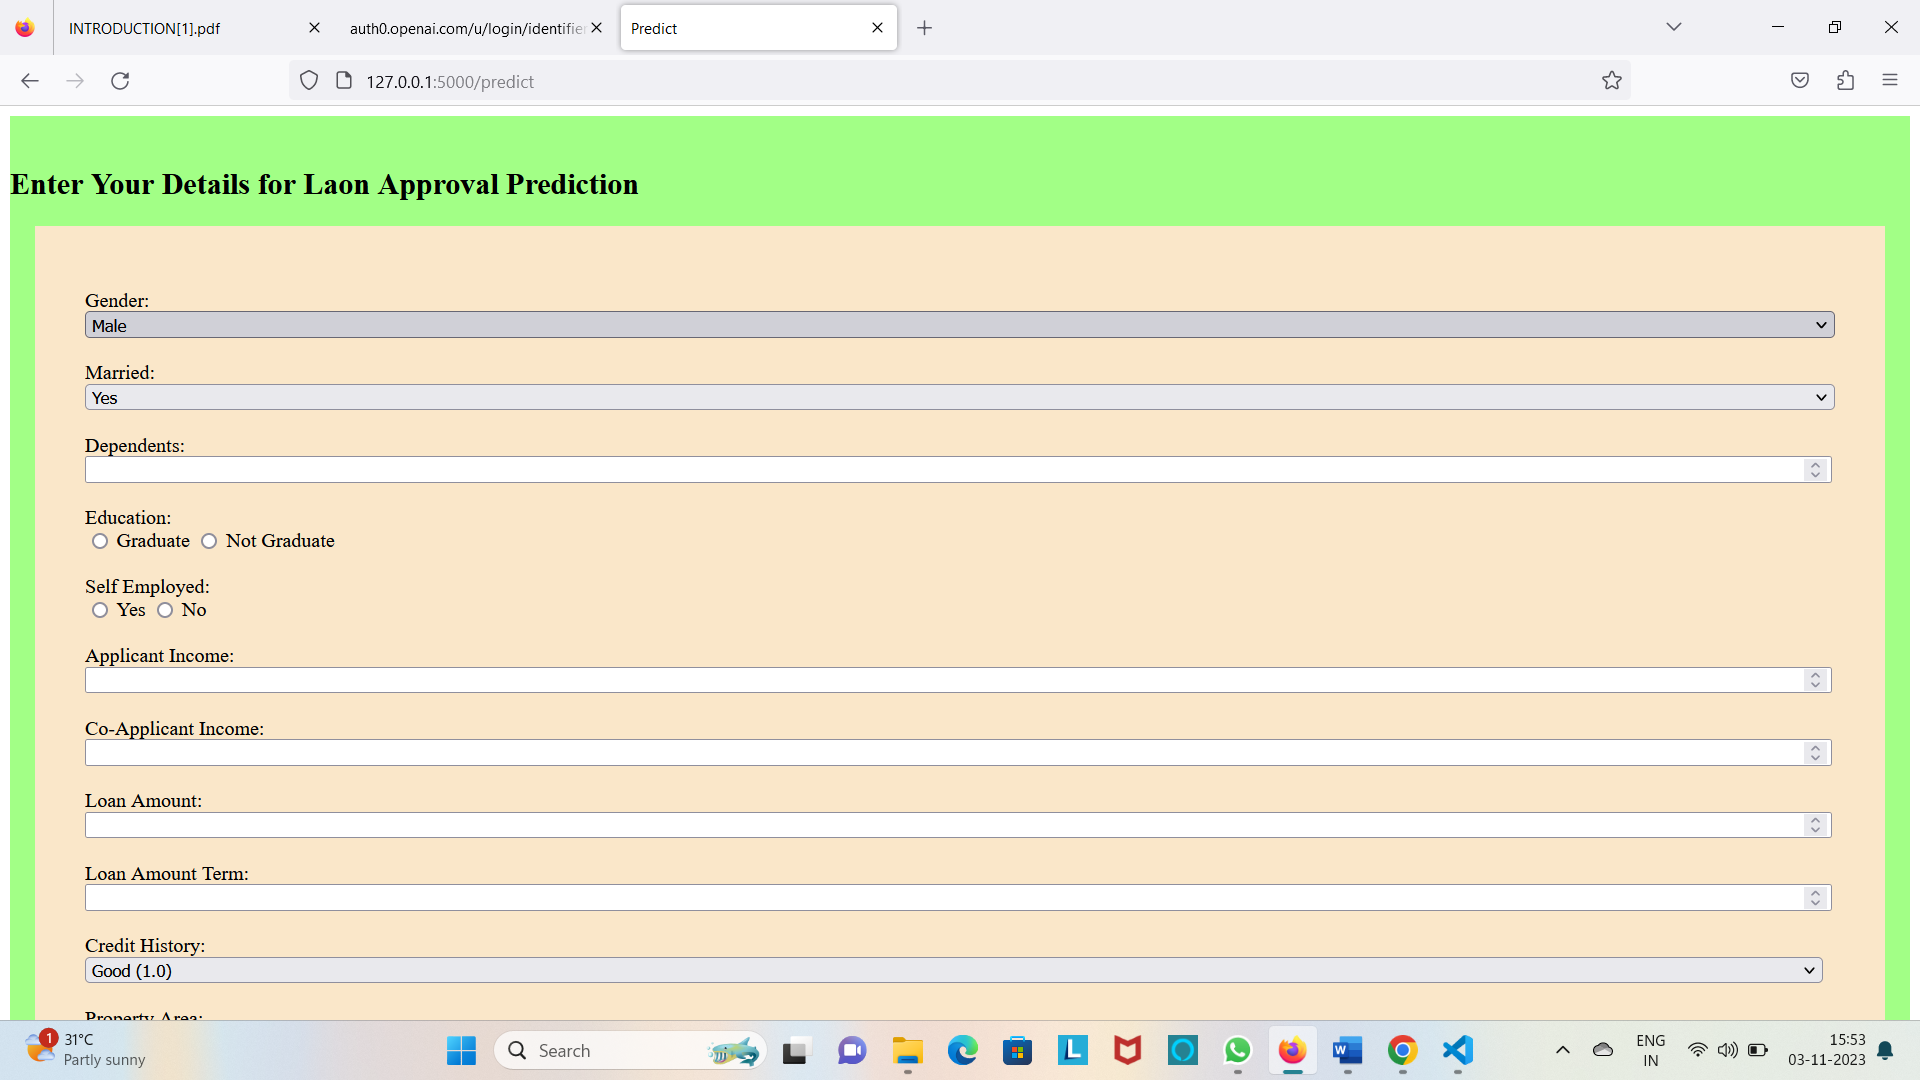 INTRODUCTION[1].pdf
auth0.openai.com/u/login/identifier
Predict
127.0.0.1:5000/predict
Enter Your Details for Laon Approval Prediction
Gender:
Male
Married:
Yes
Dependents:
Education:
Graduate Not Graduate
Self Employed:
Yes No
Applicant Income:
Co-Applicant Income:
Loan Amount:
Loan Amount Term:
Credit History:
Good (1.0)
Property Area:
1
31°C
Partly sunny
Search
L
W
ENG
IN
15:53
03-11-2023